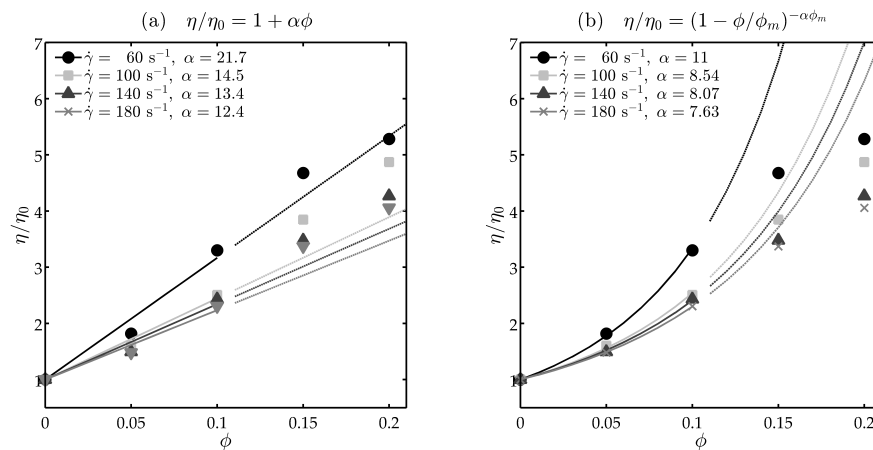 (a) η/η₀ = 1 + αϕ
7
6
5
4
3
2
1
η/η₀
γ̇ = 60 s⁻¹, α = 21.7
γ̇ = 100 s⁻¹, α = 14.5
γ̇ = 140 s⁻¹, α = 13.4
γ̇ = 180 s⁻¹, α = 12.4
0 0.05 0.1 0.15 0.2
ϕ
(b) η/η₀ = (1 − ϕ/ϕₘ)^{−αϕₘ}
7
6
5
4
3
2
1
η/η₀
γ̇ = 60 s⁻¹, α = 11
γ̇ = 100 s⁻¹, α = 8.54
γ̇ = 140 s⁻¹, α = 8.07
γ̇ = 180 s⁻¹, α = 7.63
0 0.05 0.1 0.15 0.2
ϕ